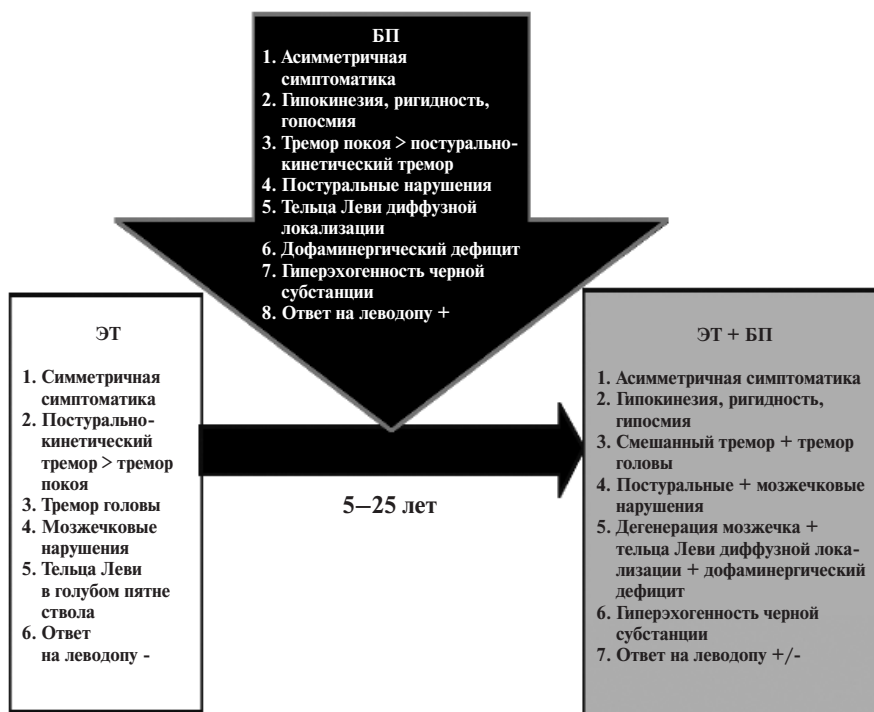 БП
1. Асимметричная
симптоматика
2. Гипокинезия, ригидность,
гопосмия
3. Тремор покоя > постурально-
кинетический тремор
4. Постуральные нарушения
5. Тельца Леви диффузной
локализации
6. Дофаминергический дефицит
7. Гиперэхогенность черной
субстанции
8. Ответ на леводопу +
ЭТ
1. Симметричная
симптоматика
2. Постурально-
кинетический
тремор > тремор
покоя
3. Тремор головы
4. Мозжечковые
нарушения
5. Тельца Леви
в голубом пятне
ствола
6. Ответ
на леводопу -
5–25 лет
ЭТ + БП
1. Асимметричная симптоматика
2. Гипокинезия, ригидность,
гипосмия
3. Смешанный тремор + тремор
головы
4. Постуральные + мозжечковые
нарушения
5. Дегенерация мозжечка +
тельца Леви диффузной лока-
лизации + дофаминергический
дефицит
6. Гиперэхогенность черной
субстанции
7. Ответ на леводопу +/-